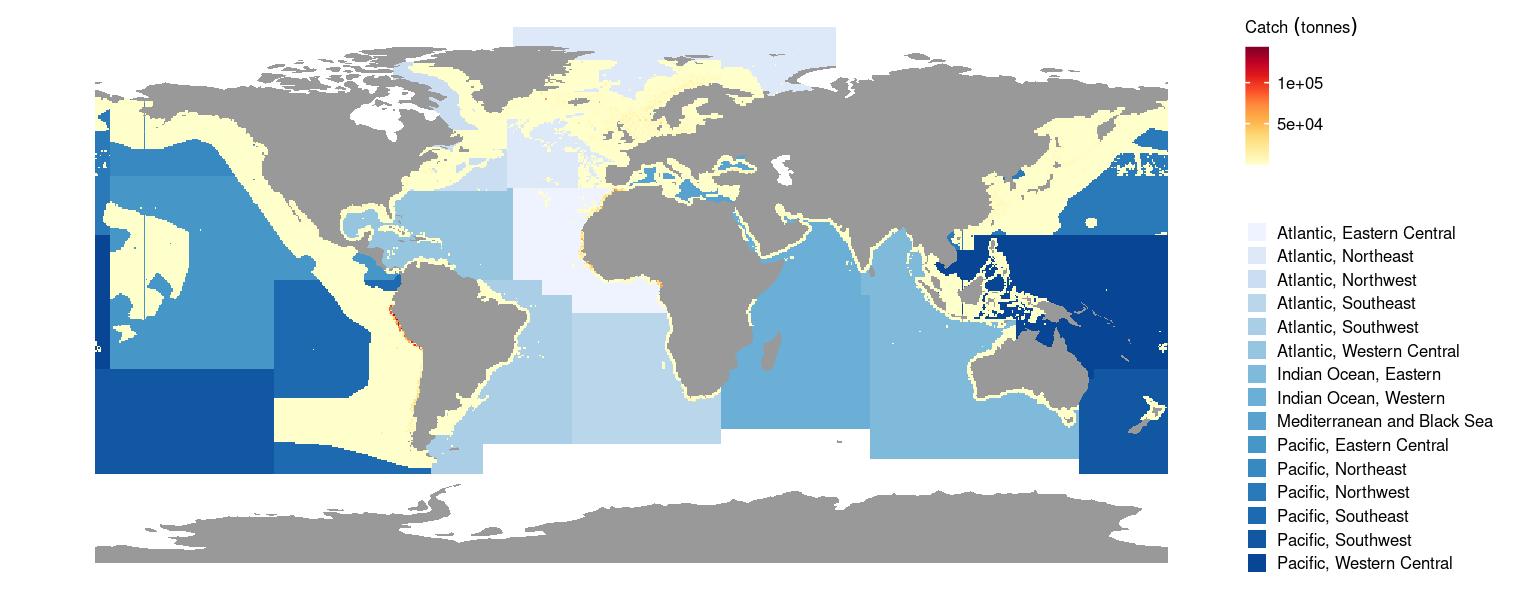 Catch (tonnes)
1e+05
5e+04
Atlantic, Eastern Central
Atlantic, Northeast
Atlantic, Northwest
Atlantic, Southeast
Atlantic, Southwest
Atlantic, Western Central
Indian Ocean, Eastern
Indian Ocean, Western
Mediterranean and Black Sea
Pacific, Eastern Central
Pacific, Northeast
Pacific, Northwest
Pacific, Southeast
Pacific, Southwest
Pacific, Western Central